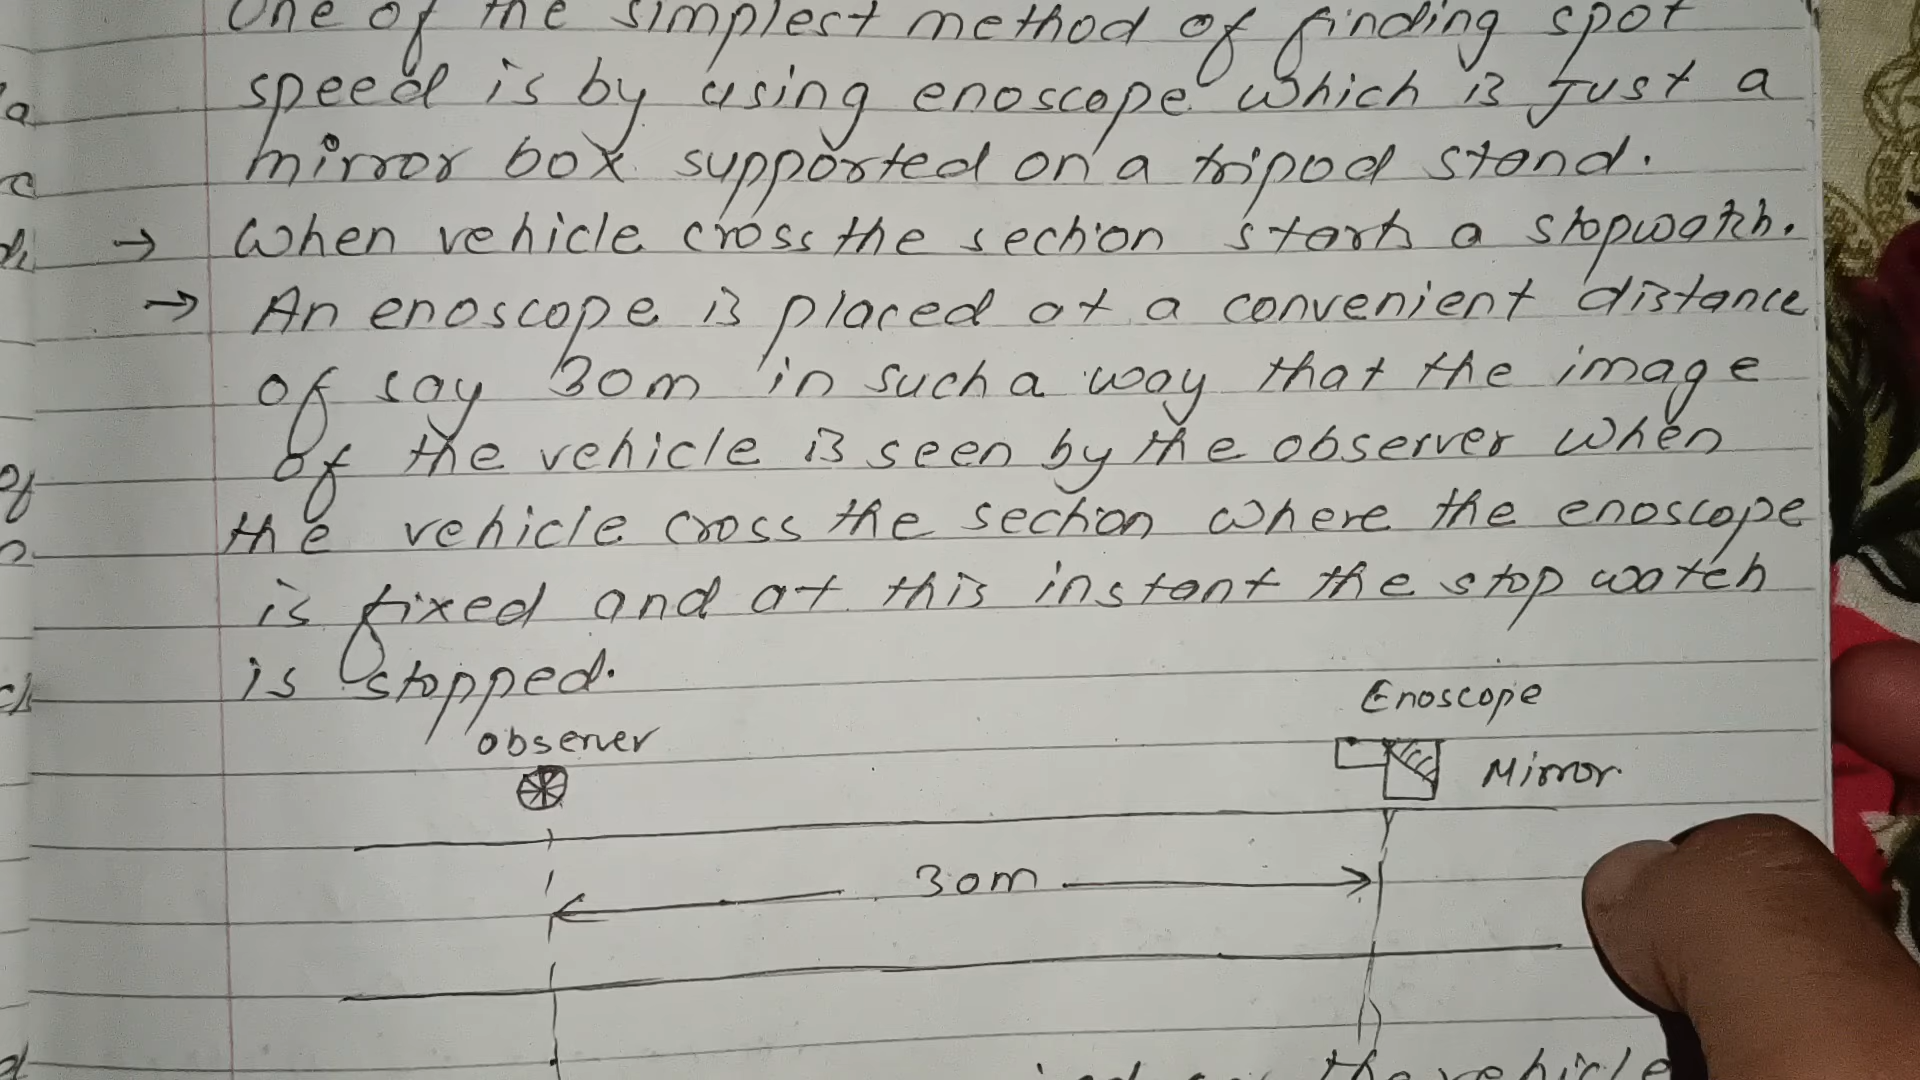 One of the simplest method of finding spot
speed is by using enoscope which is just a
mirror box supported on a tripod stand.
→ When vehicle cross the section starts a stopwatch.
→ An enoscope is placed at a convenient distance
of say 30m in such a way that the image
of the vehicle is seen by the observer when
the vehicle cross the section where the enoscope
is fixed and at this instant the stop watch
is stopped.
Enoscope
observer
Mirror
30m
the vehicle